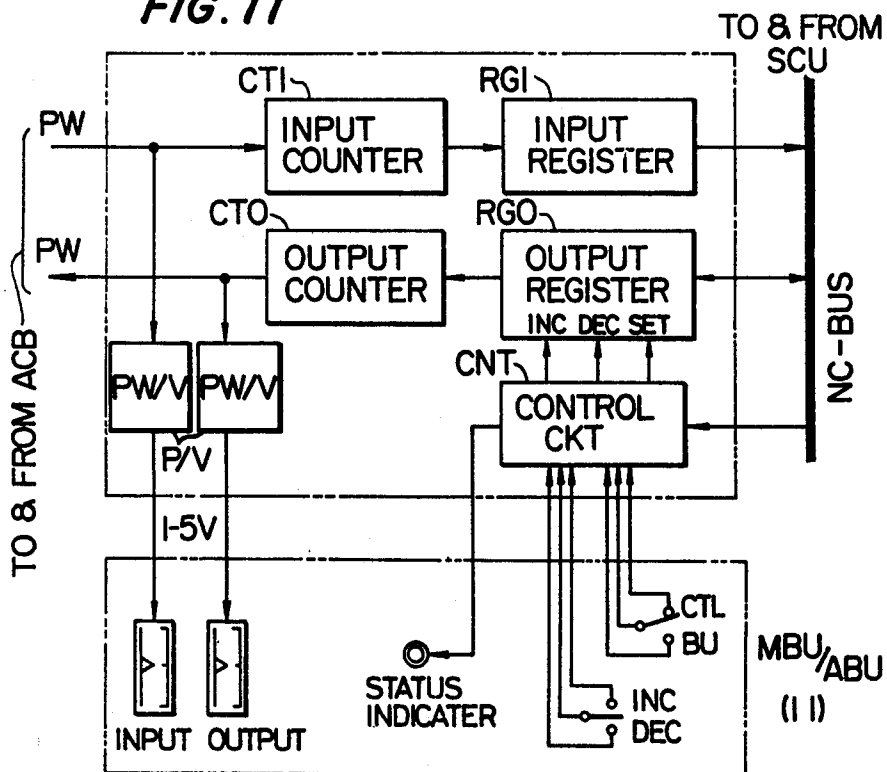 FIG. 11
TO & FROM
SCU
CTI
RGI
PW
INPUT
COUNTER
INPUT
REGISTER
CTO
RGO
PW
OUTPUT
COUNTER
OUTPUT
REGISTER
INC DEC SET
NC-BUS
TO & FROM ACB
PW/V
PW/V
P/V
CNT
CONTROL
CKT
1-5V
CTL
BU
MBU/ABU
(11)
STATUS
INDICATER
INC
DEC
INPUT
OUTPUT